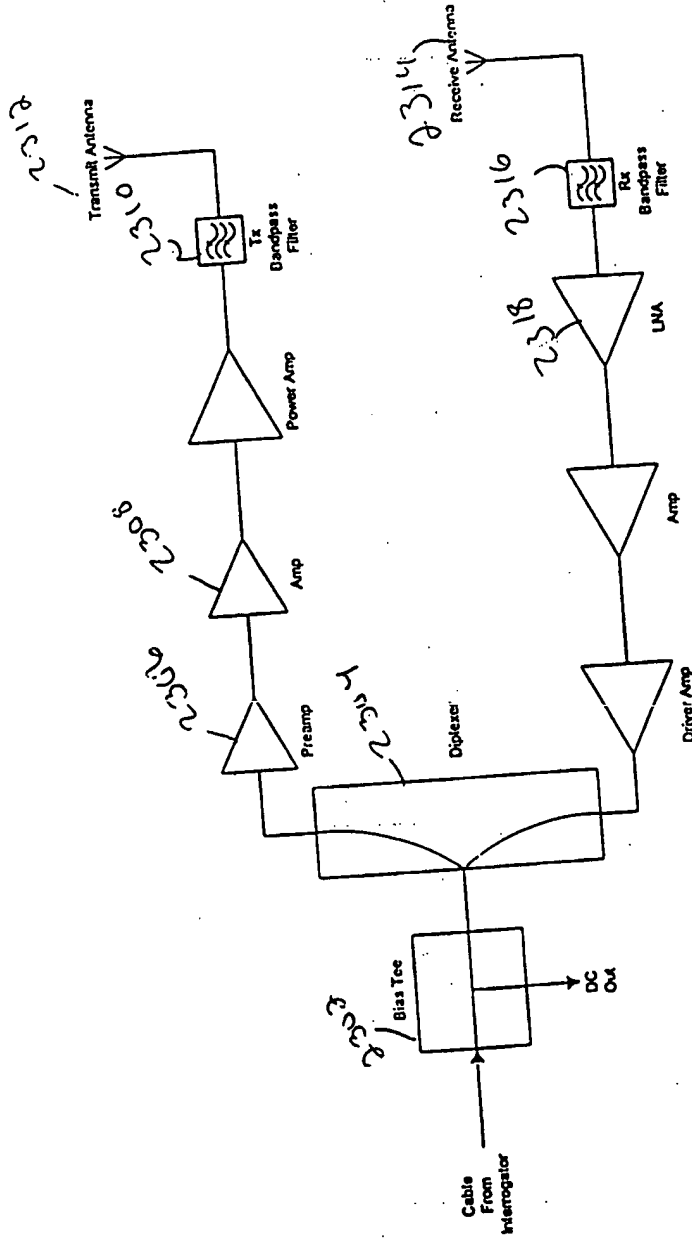 2312
Transmit Antenna
2310
Tx
Bandpass
Filter
Power Amp
2308
Amp
2306
Preamp
2304
Diplexer
Bias Tee
DC
Out
Cable
From
Interrogator
2314
Receive Antenna
2316
Rx
Bandpass
Filter
2318
LNA
Amp
Driver Amp